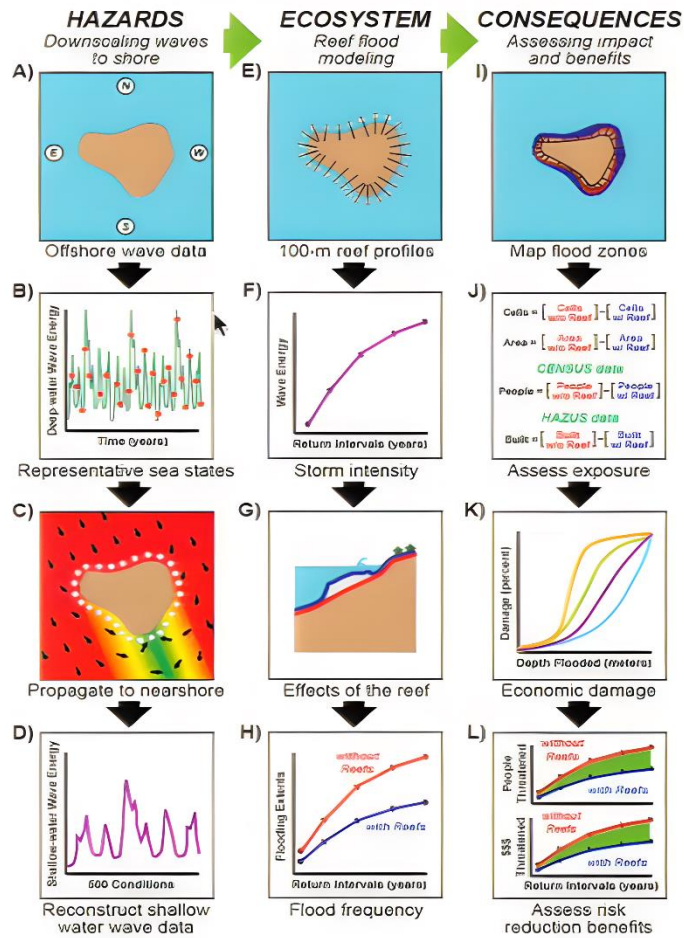 HAZARDS
Downscaling waves
to shore
ECOSYSTEM
Reef flood
modeling
CONSEQUENCES
Assessing impact
and benefits
A)
N
E
W
S
Offshore wave data
E)
100-m reef profiles
I)
Map flood zones
B)
Deep water Wave Energy
Time (years)
Representative sea states
F)
Wave Energy
Return Intervals (years)
Storm intensity
J)
Cells = [ Cells w/o Reef ] - [ Cells w/ Reef ]
Area = [ Area w/o Reef ] - [ Area w/ Reef ]
CENSUS data
People = [ People w/o Reef ] - [ People w/ Reef ]
HAZUS data
Built = [ Built w/o Reef ] - [ Built w/ Reef ]
Assess exposure
C)
Propagate to nearshore
G)
Effects of the reef
K)
Damage (percent)
Depth Flooded (meters)
Economic damage
D)
Shallow-water Wave Energy
500 Conditions
Reconstruct shallow
water wave data
H)
Flooding Extents
without
Reefs
with Reefs
Return Intervals (years)
Flood frequency
L)
People
Threatened
without
Reefs
with Reefs
$$$
Threatened
without
Reefs
with Reefs
Return Intervals (years)
Assess risk
reduction benefits